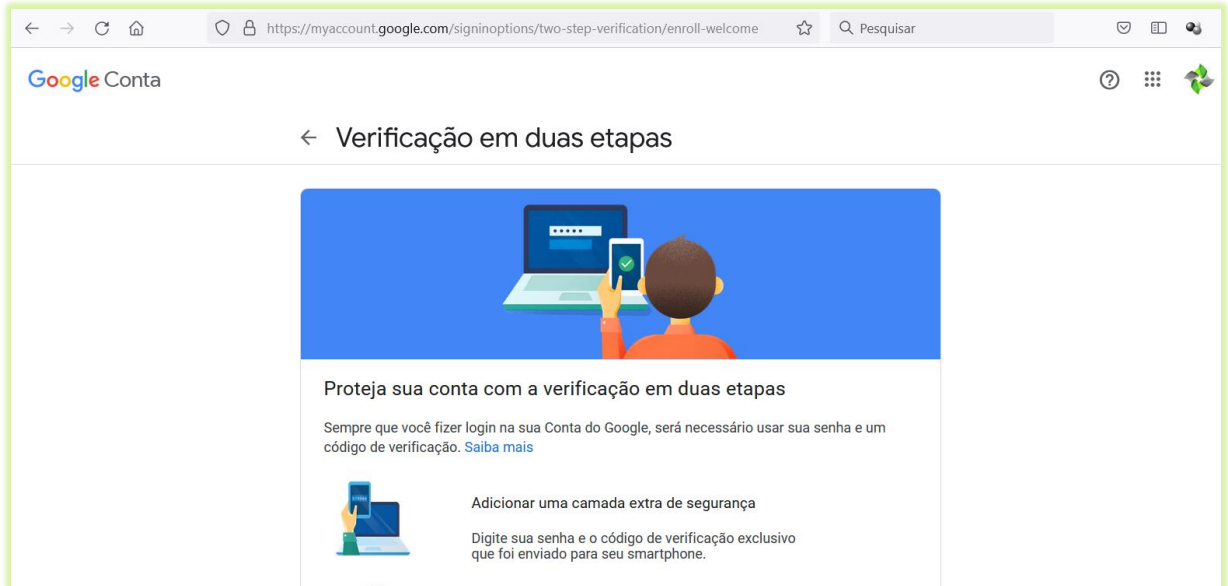 https://myaccount.google.com/signinoptions/two-step-verification/enroll-welcome
Pesquisar
Google Conta
Verificação em duas etapas
Proteja sua conta com a verificação em duas etapas
Sempre que você fizer login na sua Conta do Google, será necessário usar sua senha e um
código de verificação. Saiba mais
Adicionar uma camada extra de segurança
Digite sua senha e o código de verificação exclusivo
que foi enviado para seu smartphone.